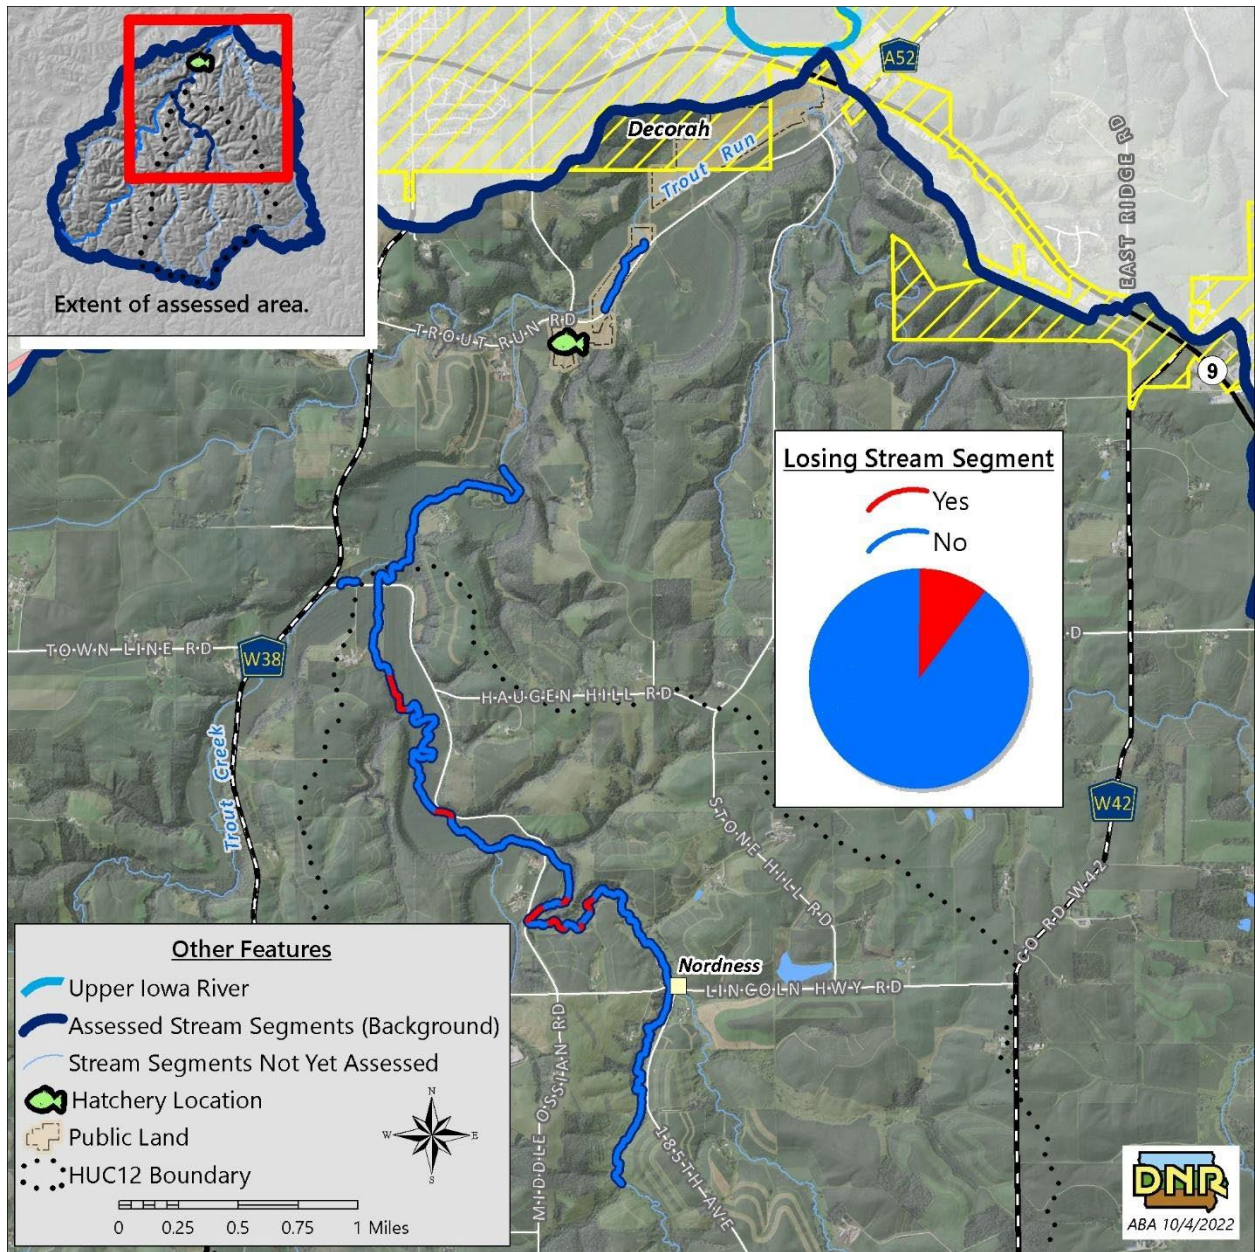 Extent of assessed area.
A52
Decorah
Trout Run
EAST RIDGE RD
TROUT RUN RD
9
Losing Stream Segment
Yes
No
TOWN LINE RD
W38
HAUGEN HILL RD
Trout Creek
STONE HILL RD
W42
CO RD W-42
Nordness
LINCOLN HWY RD
MIDDLE OSSIAN RD
185TH AVE
Other Features
Upper Iowa River
Assessed Stream Segments (Background)
Stream Segments Not Yet Assessed
Hatchery Location
Public Land
HUC12 Boundary
N
W E
S
0 0.25 0.5 0.75 1 Miles
DNR
ABA 10/4/2022